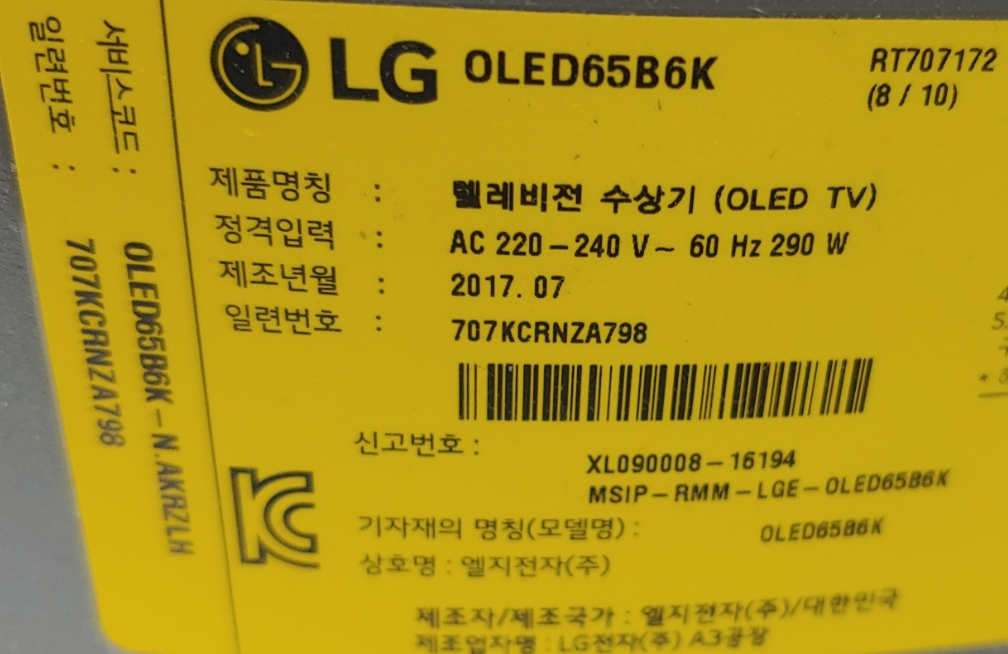 서비스코드 : OLED65B6K-N.AKRZLH
일련번호 : 707KCRNZA798
LG OLED65B6K
RT707172
(8 / 10)
제품명칭 : 텔레비전 수상기 (OLED TV)
정격입력 : AC 220-240 V~ 60 Hz 290 W
제조년월 : 2017. 07
일련번호 : 707KCRNZA798
신고번호 : XL090008-16194
MSIP-RMM-LGE-OLED65B6K
기자재의 명칭(모델명) : OLED65B6K
상호명 : 엘지전자(주)
제조자/제조국가 : 엘지전자(주)/대한민국
제조업자명 : LG전자(주) A3공장